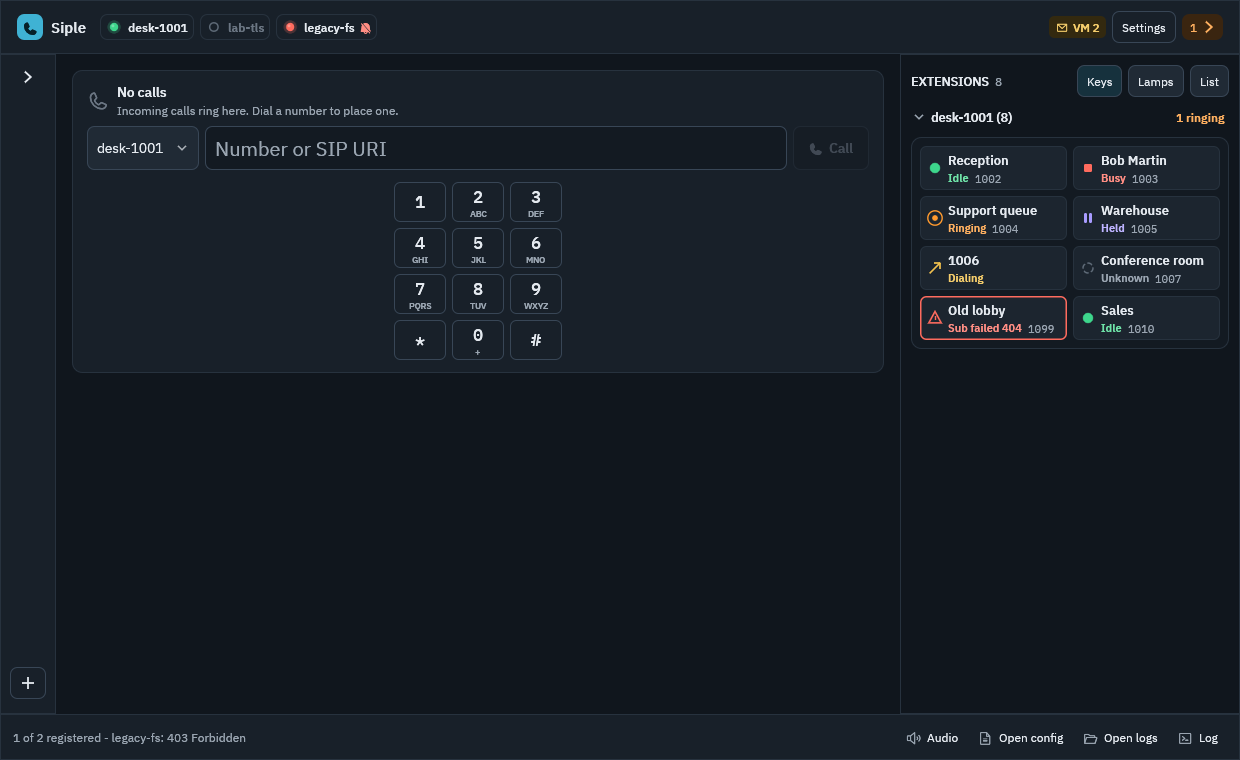 Siple
desk-1001
lab-tls
legacy-fs
VM 2
Settings
1
No calls
Incoming calls ring here. Dial a number to place one.
desk-1001
Number or SIP URI
Call
1
2
ABC
3
DEF
4
GHI
5
JKL
6
MNO
7
PQRS
8
TUV
9
WXYZ
*
0
+
#
EXTENSIONS 8
Keys
Lamps
List
desk-1001 (8)
1 ringing
Reception
Idle 1002
Bob Martin
Busy 1003
Support queue
Ringing 1004
Warehouse
Held 1005
1006
Dialing
Conference room
Unknown 1007
Old lobby
Sub failed 404 1099
Sales
Idle 1010
1 of 2 registered - legacy-fs: 403 Forbidden
Audio
Open config
Open logs
Log